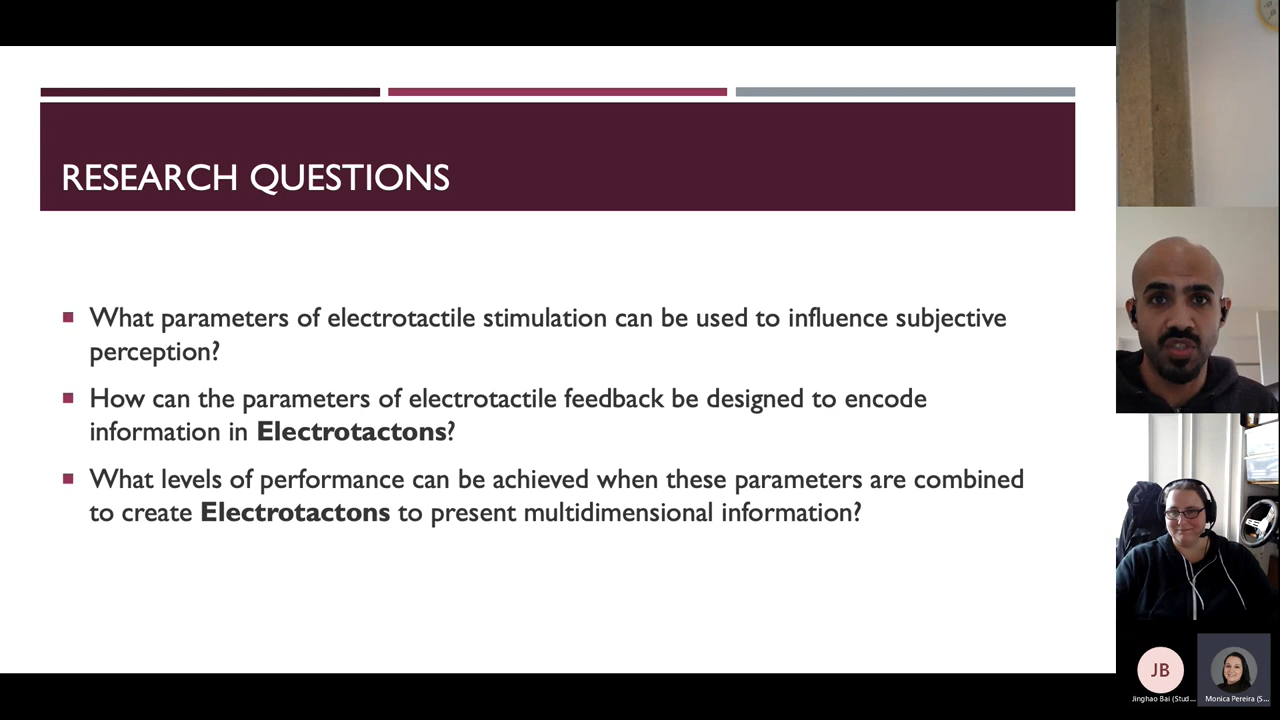 RESEARCH QUESTIONS
What parameters of electrotactile stimulation can be used to influence subjective
perception?
How can the parameters of electrotactile feedback be designed to encode
information in Electrotactons?
What levels of performance can be achieved when these parameters are combined
to create Electrotactons to present multidimensional information?
JB
Jinghao Bai (Stud...
Monica Pereira (S...